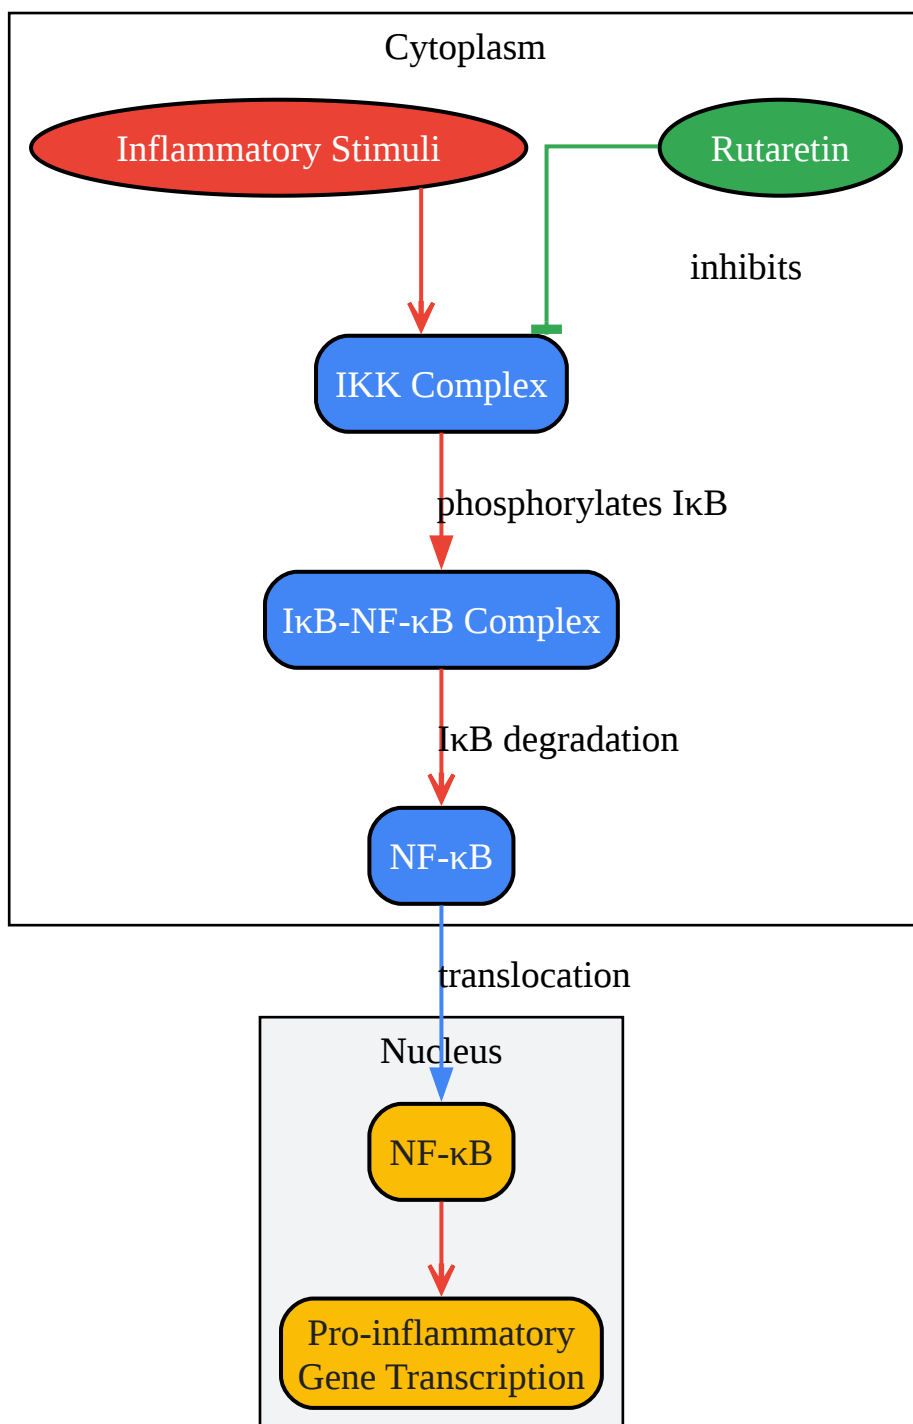 Cytoplasm
Inflammatory Stimuli
Rutaretin
inhibits
IKK Complex
phosphorylates IκB
IκB-NF-κB Complex
IκB degradation
NF-κB
translocation
Nucleus
NF-κB
Pro-inflammatory
Gene Transcription